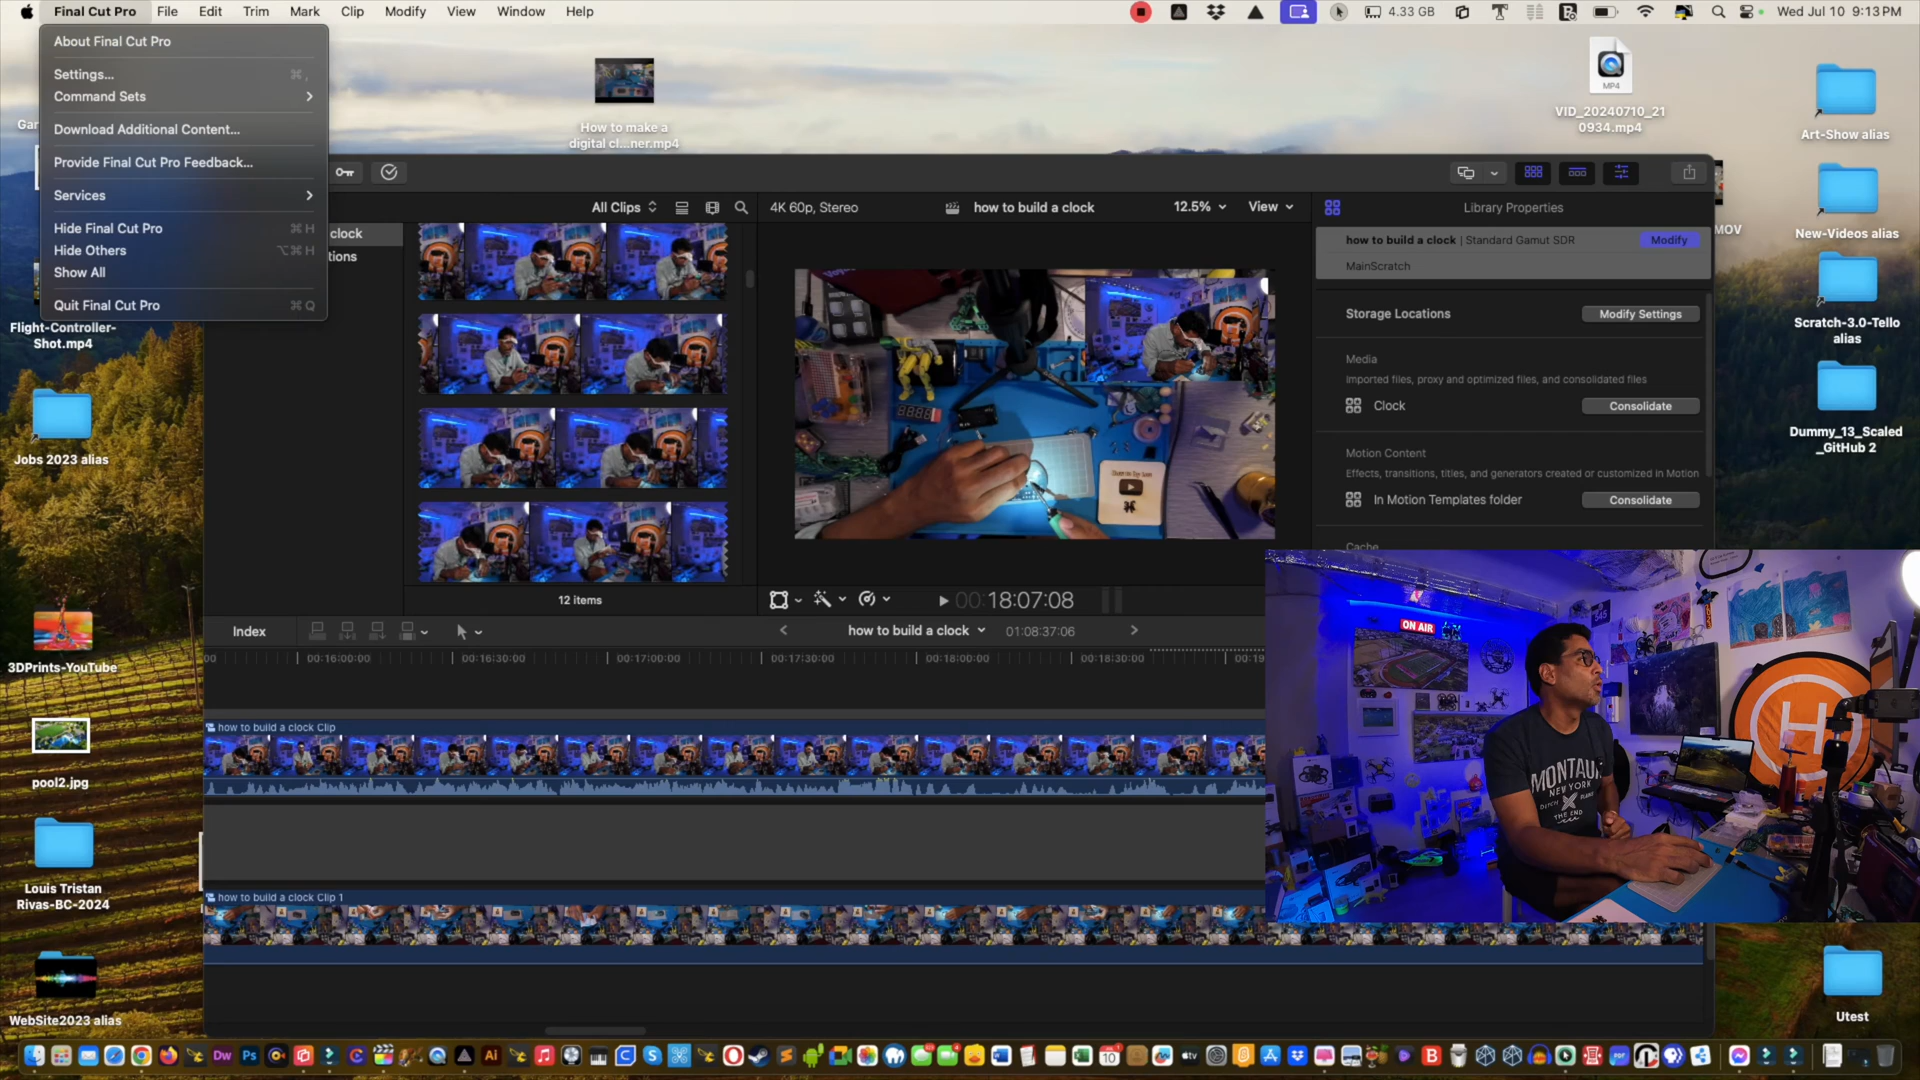 Final Cut Pro File Edit Trim Mark Clip Modify View Window Help
4.33 GB
Wed Jul 10 9:13 PM
About Final Cut Pro
Settings... ⌘ ,
Command Sets
Download Additional Content...
Provide Final Cut Pro Feedback...
Services
Hide Final Cut Pro ⌘ H
Hide Others ⌥⌘ H
Show All
Quit Final Cut Pro ⌘ Q
How to make a
digital cl...ner.mp4
MP4
VID_20240710_21
0934.mp4
Art-Show alias
New-Videos alias
MOV
Scratch-3.0-Tello
alias
Dummy_13_Scaled
_GitHub 2
Utest
Flight-Controller-
Shot.mp4
Jobs 2023 alias
3DPrints-YouTube
pool2.jpg
Louis Tristan
Rivas-BC-2024
WebSite2023 alias
clock
tions
All Clips
12 items
4K 60p, Stereo
how to build a clock
12.5%
View
Library Properties
how to build a clock | Standard Gamut SDR
Modify
MainScratch
Storage Locations
Modify Settings
Media
Imported files, proxy and optimized files, and consolidated files
Clock
Consolidate
Motion Content
Effects, transitions, titles, and generators created or customized in Motion
In Motion Templates folder
Consolidate
Cache
00:18:07:08
Index
how to build a clock
01:08:37:06
00:16:00:00
00:16:30:00
00:17:00:00
00:17:30:00
00:18:00:00
00:18:30:00
00:19
how to build a clock Clip
how to build a clock Clip 1
ON AIR
MONTAUK
NEW YORK
THE END
H
Dw
Ps
Ai